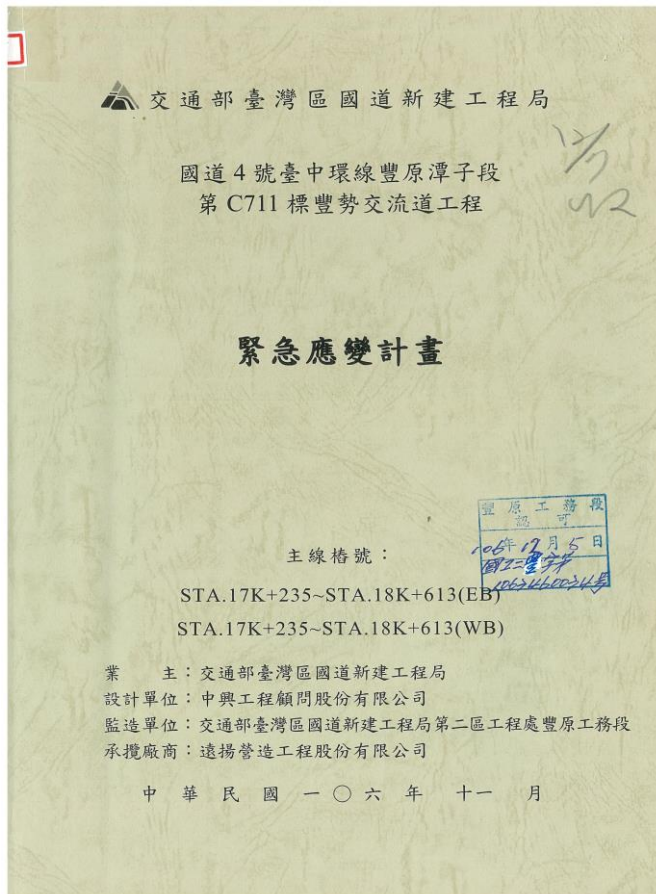 交通部臺灣區國道新建工程局
國道4號臺中環線豐原潭子段
第C711標豐勢交流道工程
緊急應變計畫
豐原工務段
認可
106年12月5日
主線樁號：
STA.17K+235~STA.18K+613(EB)
STA.17K+235~STA.18K+613(WB)
業　　主：交通部臺灣區國道新建工程局
設計單位：中興工程顧問股份有限公司
監造單位：交通部臺灣區國道新建工程局第二區工程處豐原工務段
承攬廠商：遠揚營造工程股份有限公司
中華民國一〇六年十一月